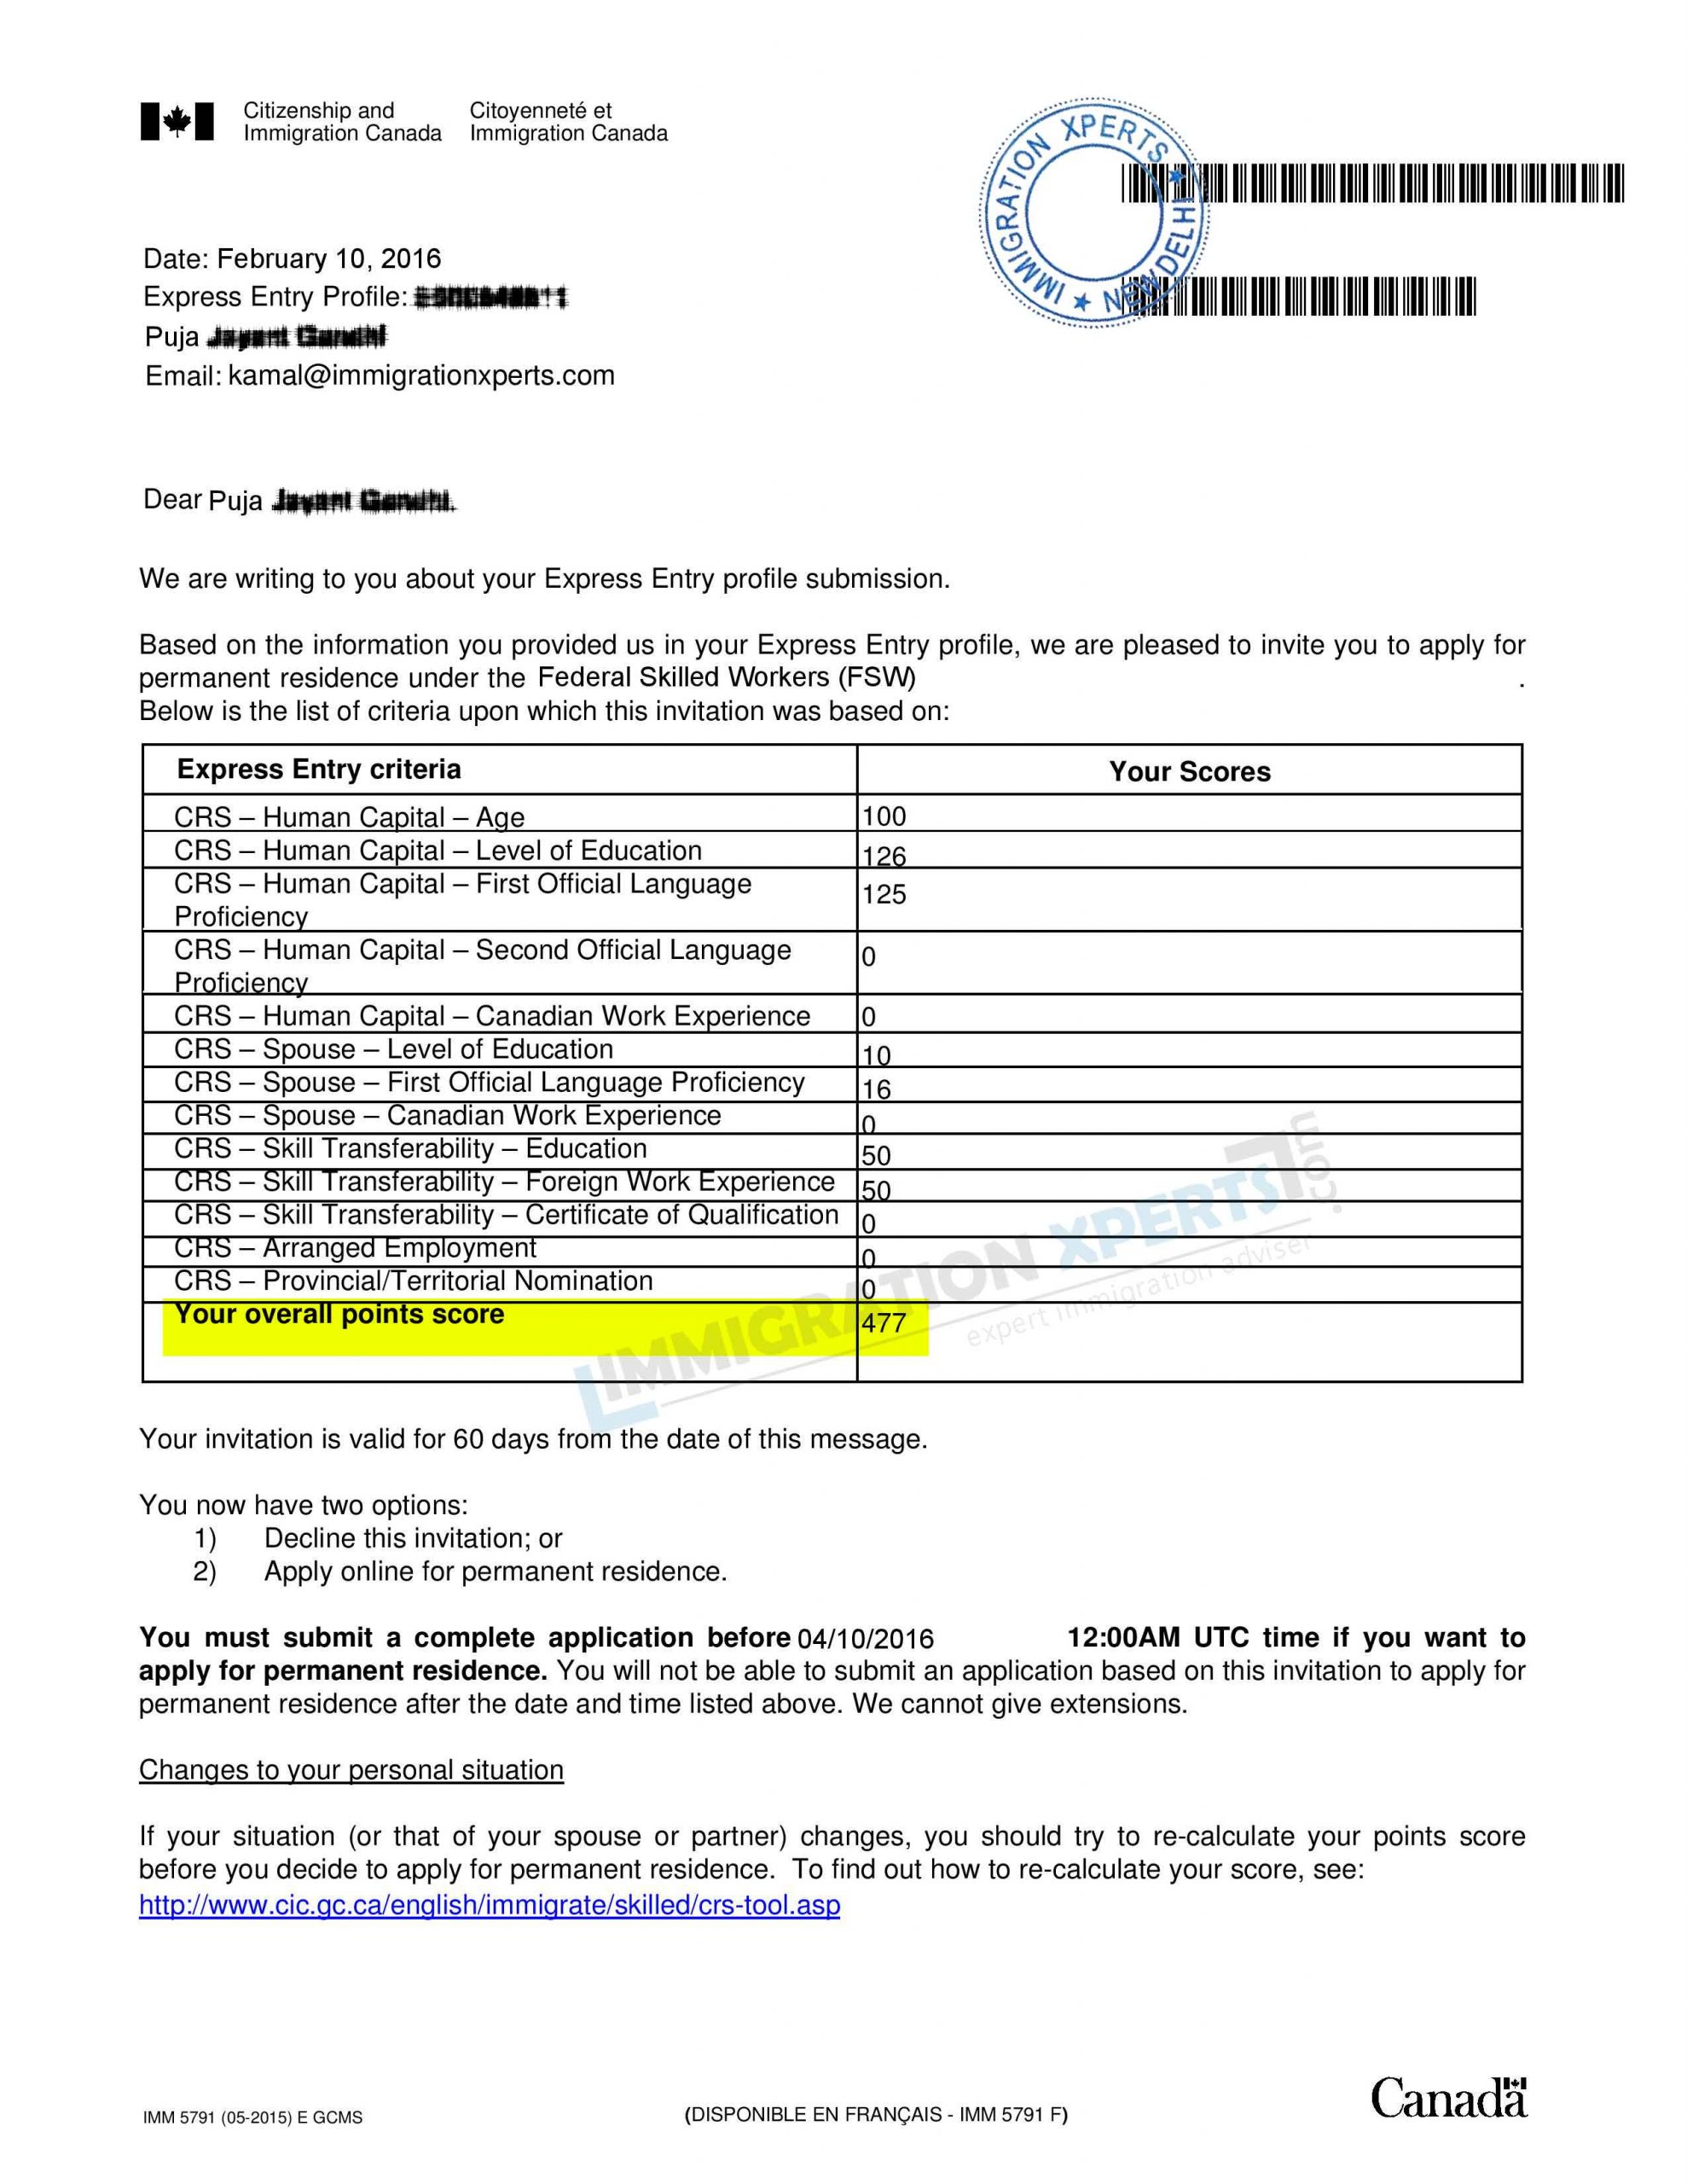 Citizenship and Citoyenneté et
Immigration Canada Immigration Canada
IMMIGRATION XPERTS ★ NEW DELHI ★
Date: February 10, 2016
Express Entry Profile:
Puja
Email: kamal@immigrationxperts.com
Dear Puja
We are writing to you about your Express Entry profile submission.
Based on the information you provided us in your Express Entry profile, we are pleased to invite you to apply for
permanent residence under the Federal Skilled Workers (FSW) .
Below is the list of criteria upon which this invitation was based on:
Express Entry criteria Your Scores
CRS – Human Capital – Age 100
CRS – Human Capital – Level of Education 126
CRS – Human Capital – First Official Language
Proficiency 125
CRS – Human Capital – Second Official Language
Proficiency 0
CRS – Human Capital – Canadian Work Experience 0
CRS – Spouse – Level of Education 10
CRS – Spouse – First Official Language Proficiency 16
CRS – Spouse – Canadian Work Experience 0
CRS – Skill Transferability – Education 50
CRS – Skill Transferability – Foreign Work Experience 50
CRS – Skill Transferability – Certificate of Qualification 0
CRS – Arranged Employment 0
CRS – Provincial/Territorial Nomination 0
Your overall points score 477
IMMIGRATION XPERTS .com
expert immigration adviser
Your invitation is valid for 60 days from the date of this message.
You now have two options:
1) Decline this invitation; or
2) Apply online for permanent residence.
You must submit a complete application before 04/10/2016 12:00AM UTC time if you want to
apply for permanent residence. You will not be able to submit an application based on this invitation to apply for
permanent residence after the date and time listed above. We cannot give extensions.
Changes to your personal situation
If your situation (or that of your spouse or partner) changes, you should try to re-calculate your points score
before you decide to apply for permanent residence. To find out how to re-calculate your score, see:
http://www.cic.gc.ca/english/immigrate/skilled/crs-tool.asp
Canada
IMM 5791 (05-2015) E GCMS (DISPONIBLE EN FRANÇAIS - IMM 5791 F)